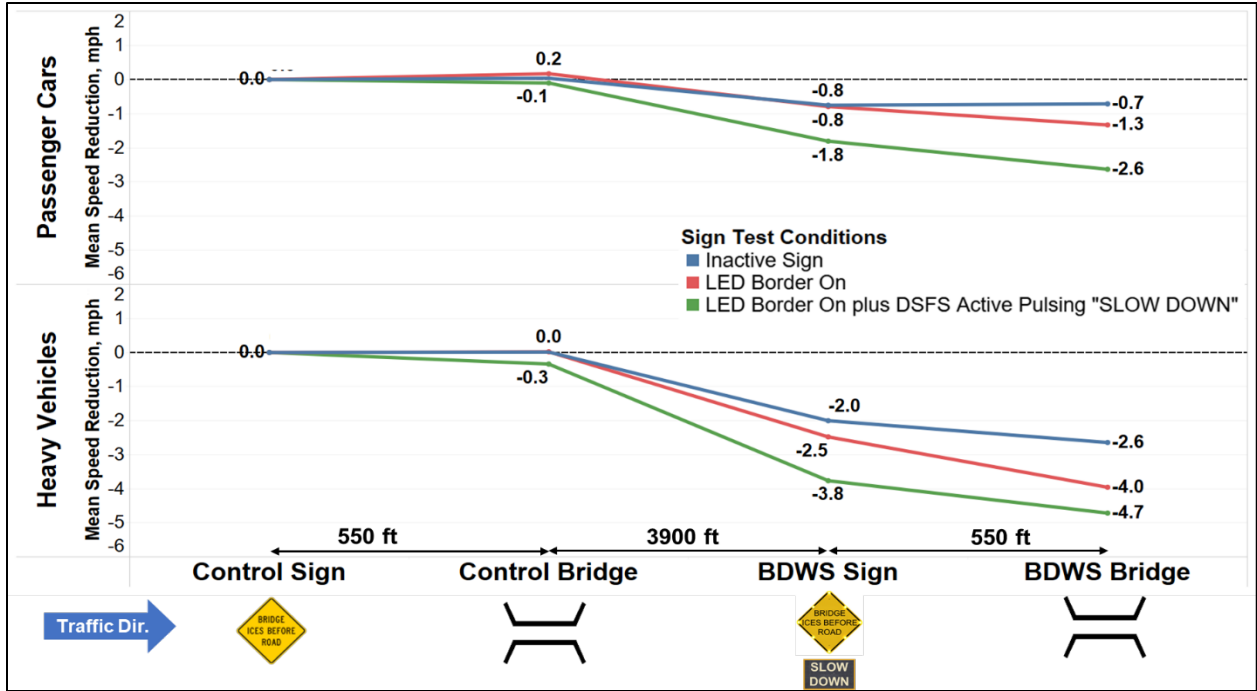 Passenger Cars
Mean Speed Reduction, mph
2
1
0
-1
-2
-3
-4
-5
-6
0.0
0.2
-0.1
-0.8
-0.8
-1.8
-0.7
-1.3
-2.6
Sign Test Conditions
Inactive Sign
LED Border On
LED Border On plus DSFS Active Pulsing "SLOW DOWN"
Heavy Vehicles
Mean Speed Reduction, mph
2
1
0
-1
-2
-3
-4
-5
-6
0.0
0.0
-0.3
-2.0
-2.5
-3.8
-2.6
-4.0
-4.7
550 ft
3900 ft
550 ft
Control Sign
Control Bridge
BDWS Sign
BDWS Bridge
Traffic Dir.
BRIDGE
ICES BEFORE
ROAD
BRIDGE
ICES BEFORE
ROAD
SLOW
DOWN